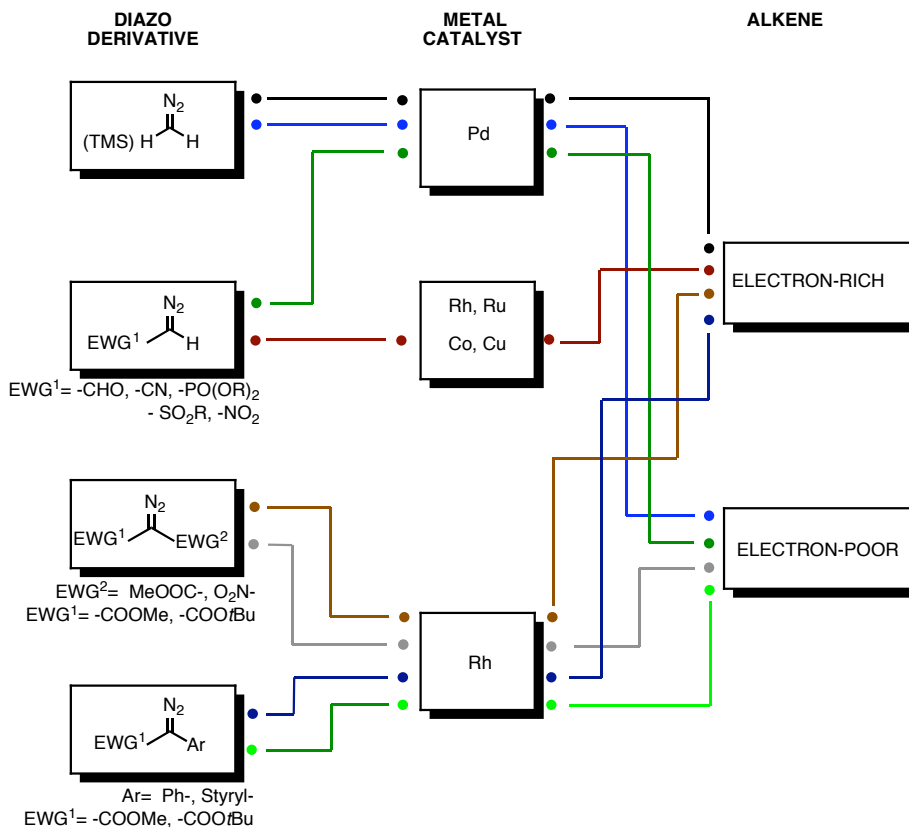 DIAZO DERIVATIVE
METAL CATALYST
ALKENE
N2
(TMS) H H
Pd
N2
EWG1 H
EWG1= -CHO, -CN, -PO(OR)2
- SO2R, -NO2
Rh, Ru
Co, Cu
ELECTRON-RICH
N2
EWG1 EWG2
EWG2= MeOOC-, O2N-
EWG1= -COOMe, -COOtBu
ELECTRON-POOR
Rh
N2
EWG1 Ar
Ar= Ph-, Styryl-
EWG1= -COOMe, -COOtBu